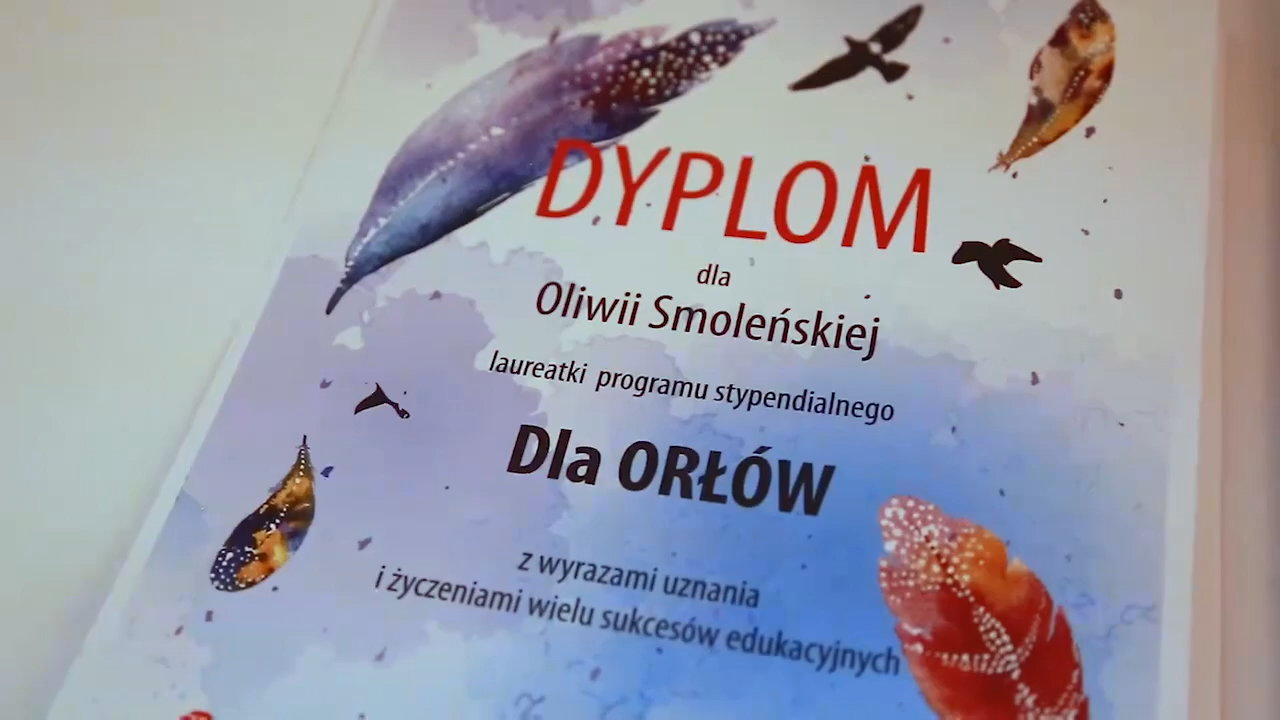 DYPLOM
dla
Oliwii Smoleńskiej
laureatki programu stypendialnego
Dla ORŁÓW
z wyrazami uznania
i życzeniami wielu sukcesów edukacyjnych